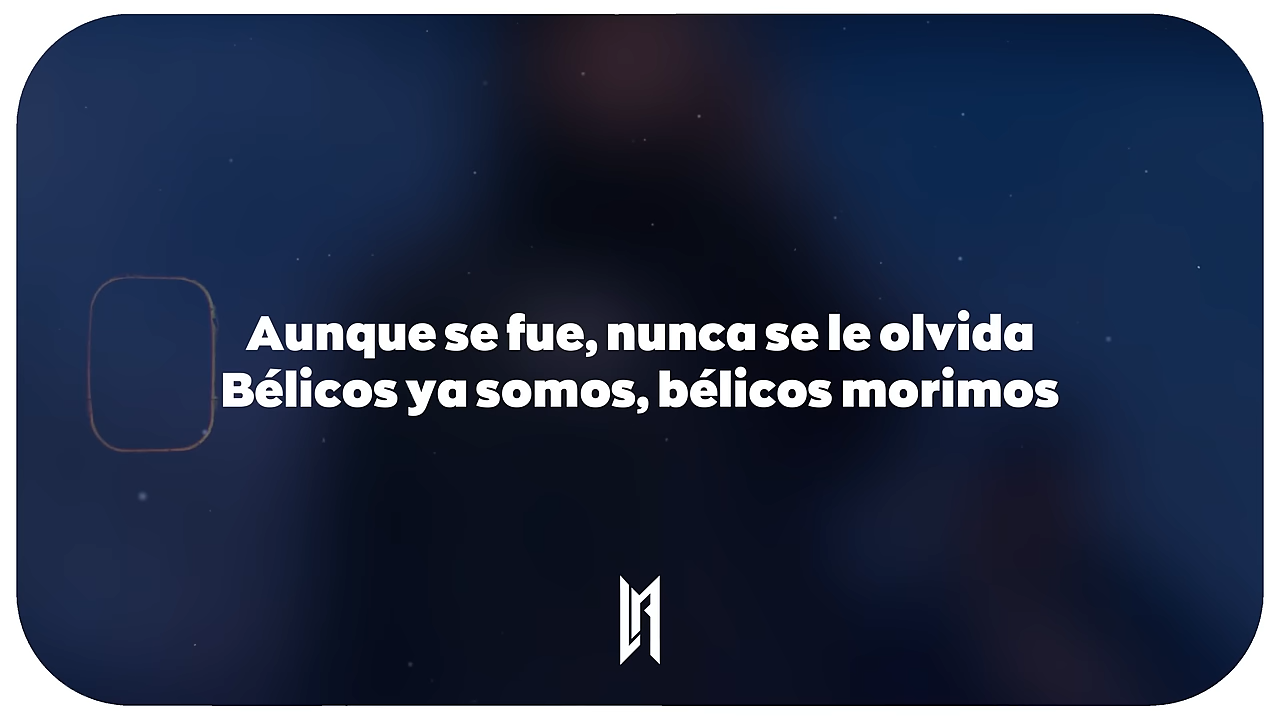 Aunque se fue, nunca se le olvida
Bélicos ya somos, bélicos morimos